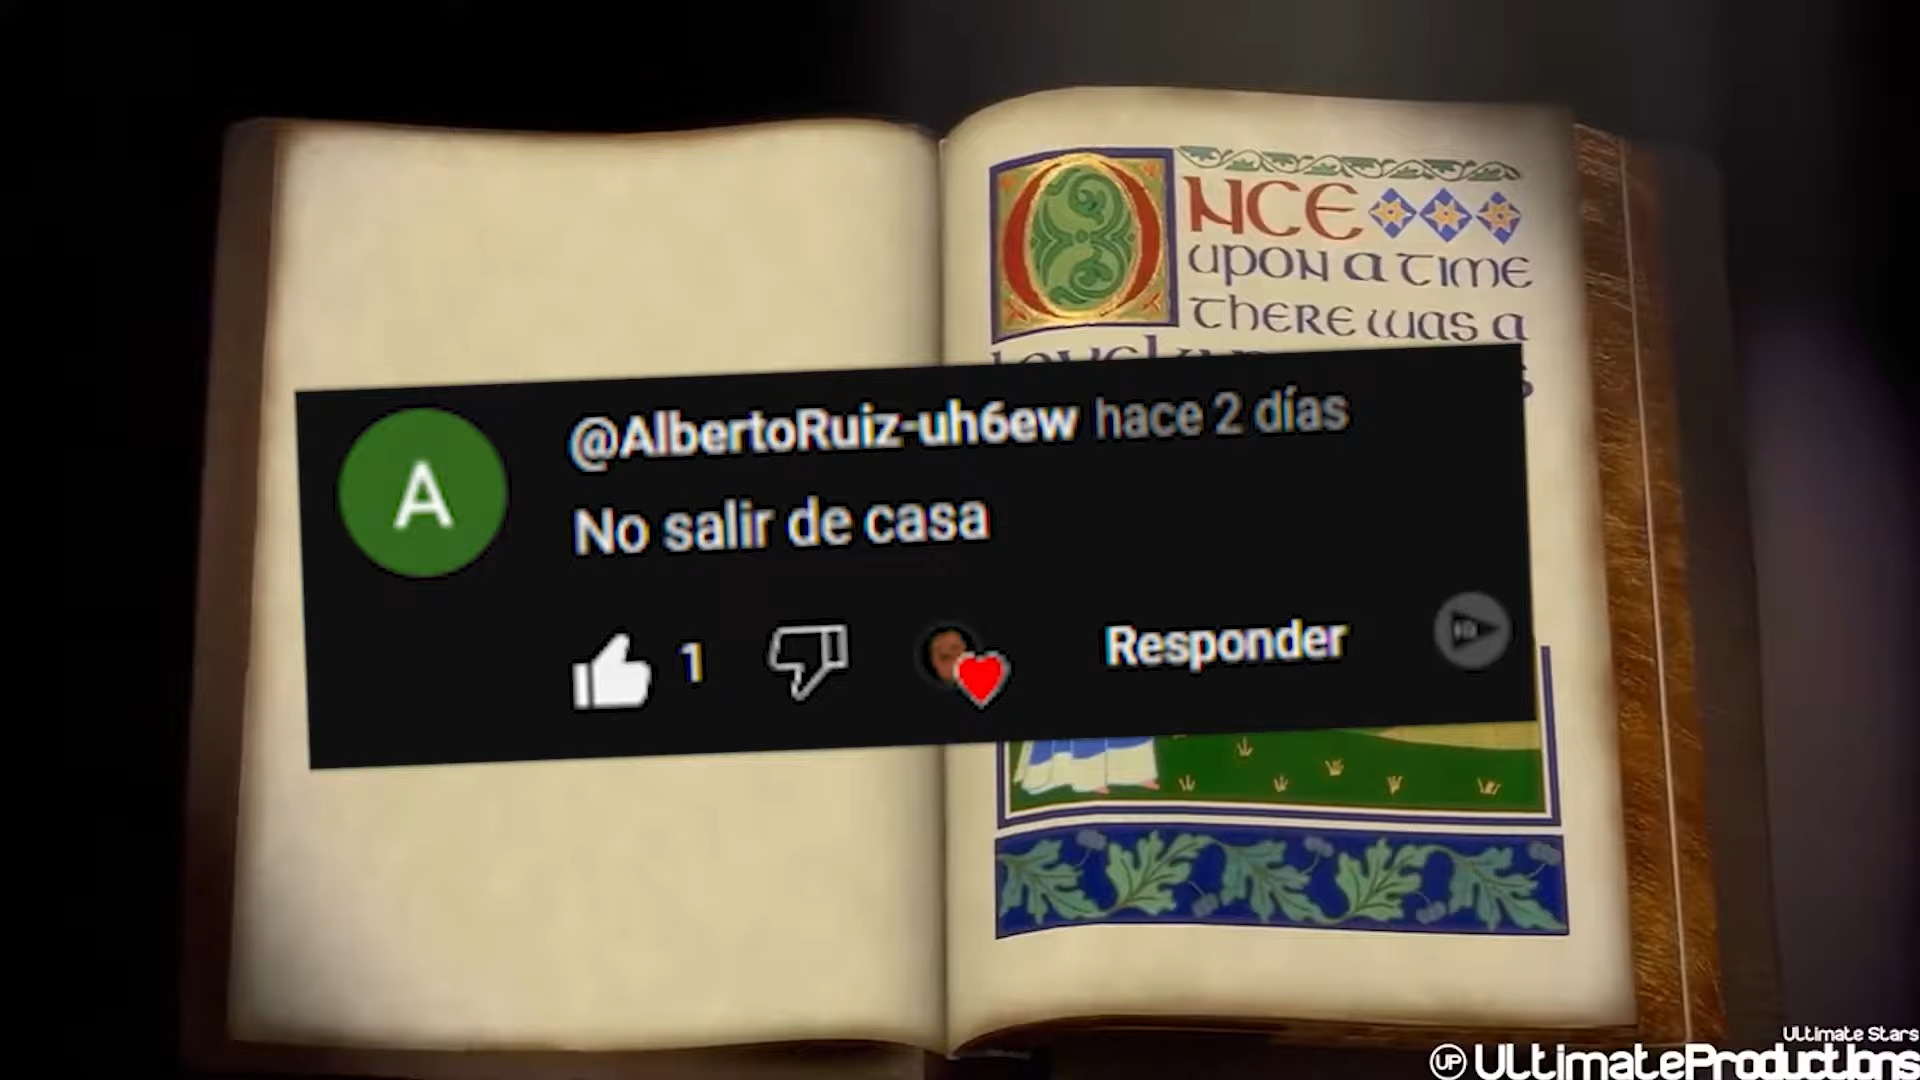 ONCE
UPON A TIME
THERE WAS A
@AlbertoRuiz-uh6ew hace 2 días
No salir de casa
1
Responder
Ultimate Stars
UP UltimateProductions